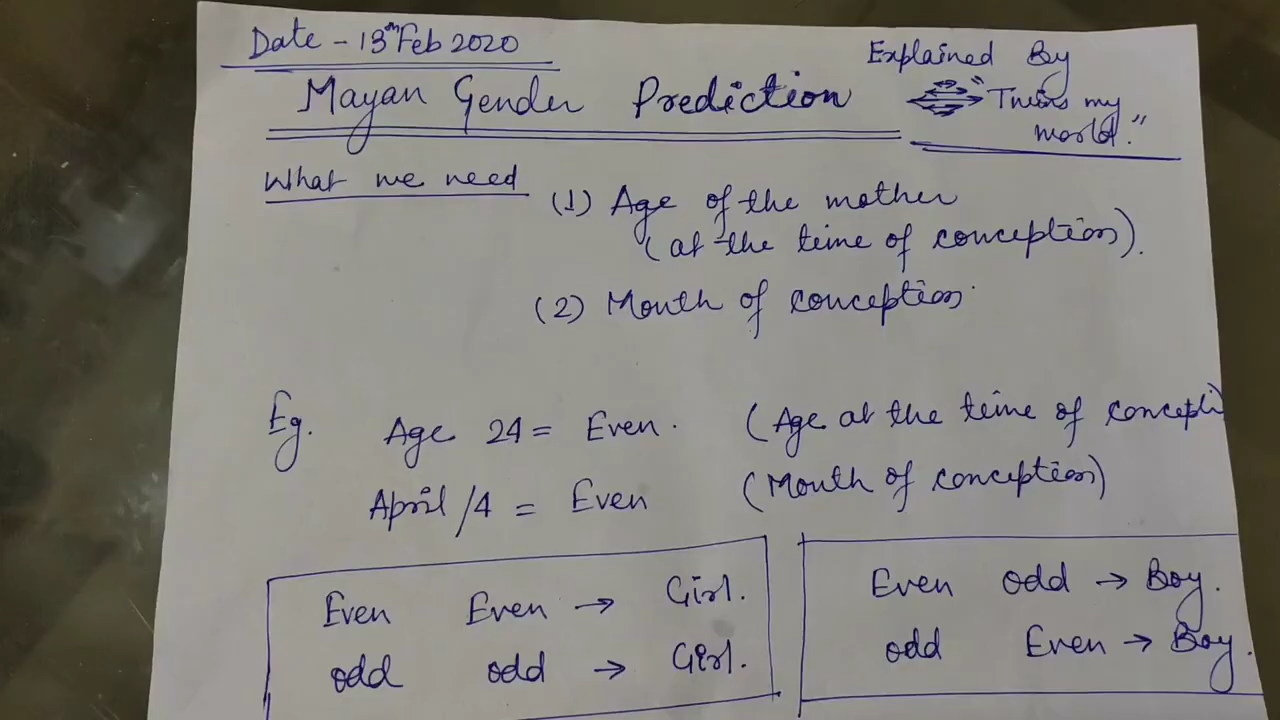 Date - 13th Feb 2020
Explained By
Mayan Gender Prediction
"Twins my
world."
What we need
(1) Age of the mother
(at the time of conception).
(2) Month of conception.
Eg. Age 24 = Even. (Age at the time of concepti
April /4 = Even (Month of conception)
Even Even → Girl.
odd odd → Girl.
Even odd → Boy.
odd Even → Boy.